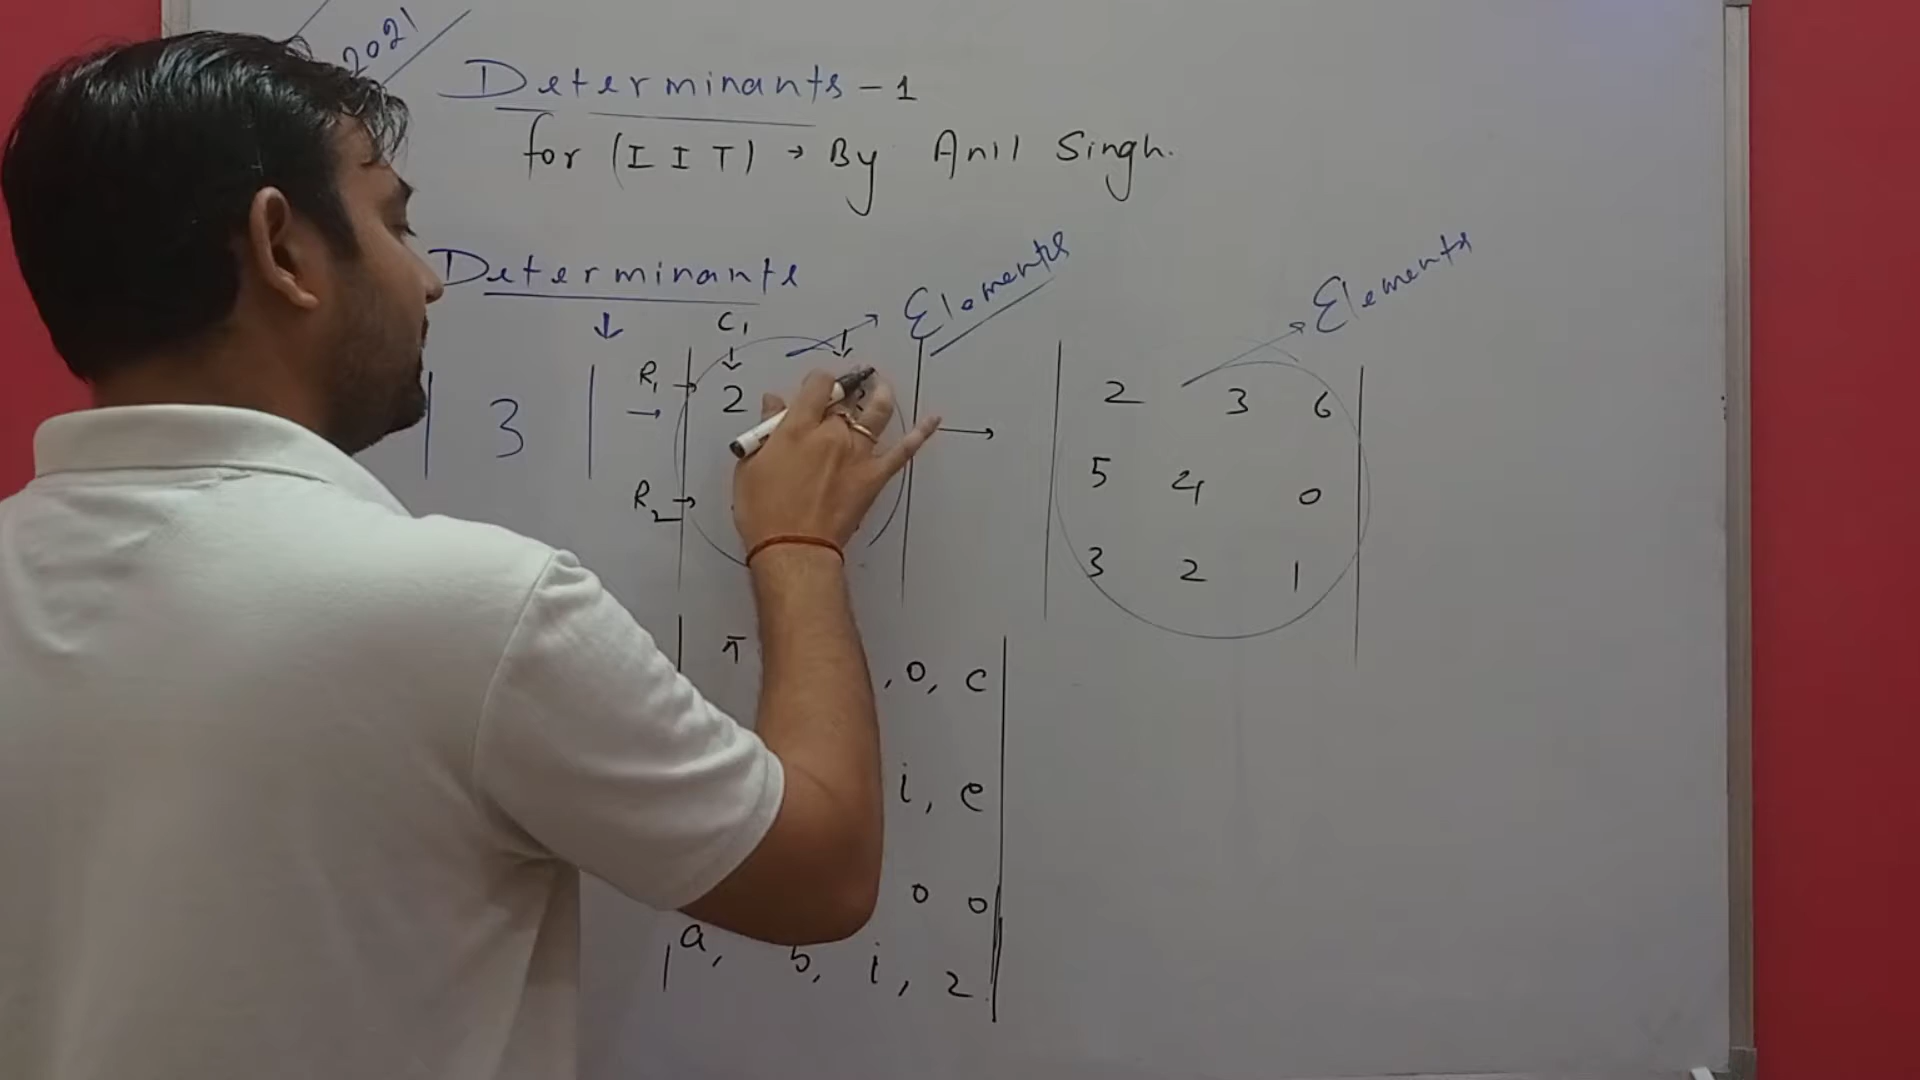 2021
Determinants - 1
for (IIT) → By Anil Singh.
Determinants
Elements
Elements
↓
C1
↓ ↓
R1 →
| 3 | → | 2
R2 →
→ | 2 3 6 |
| 5 4 0 |
| 3 2 1 |
, 0, c |
i, e
0 0
| a, b, i, 2 |